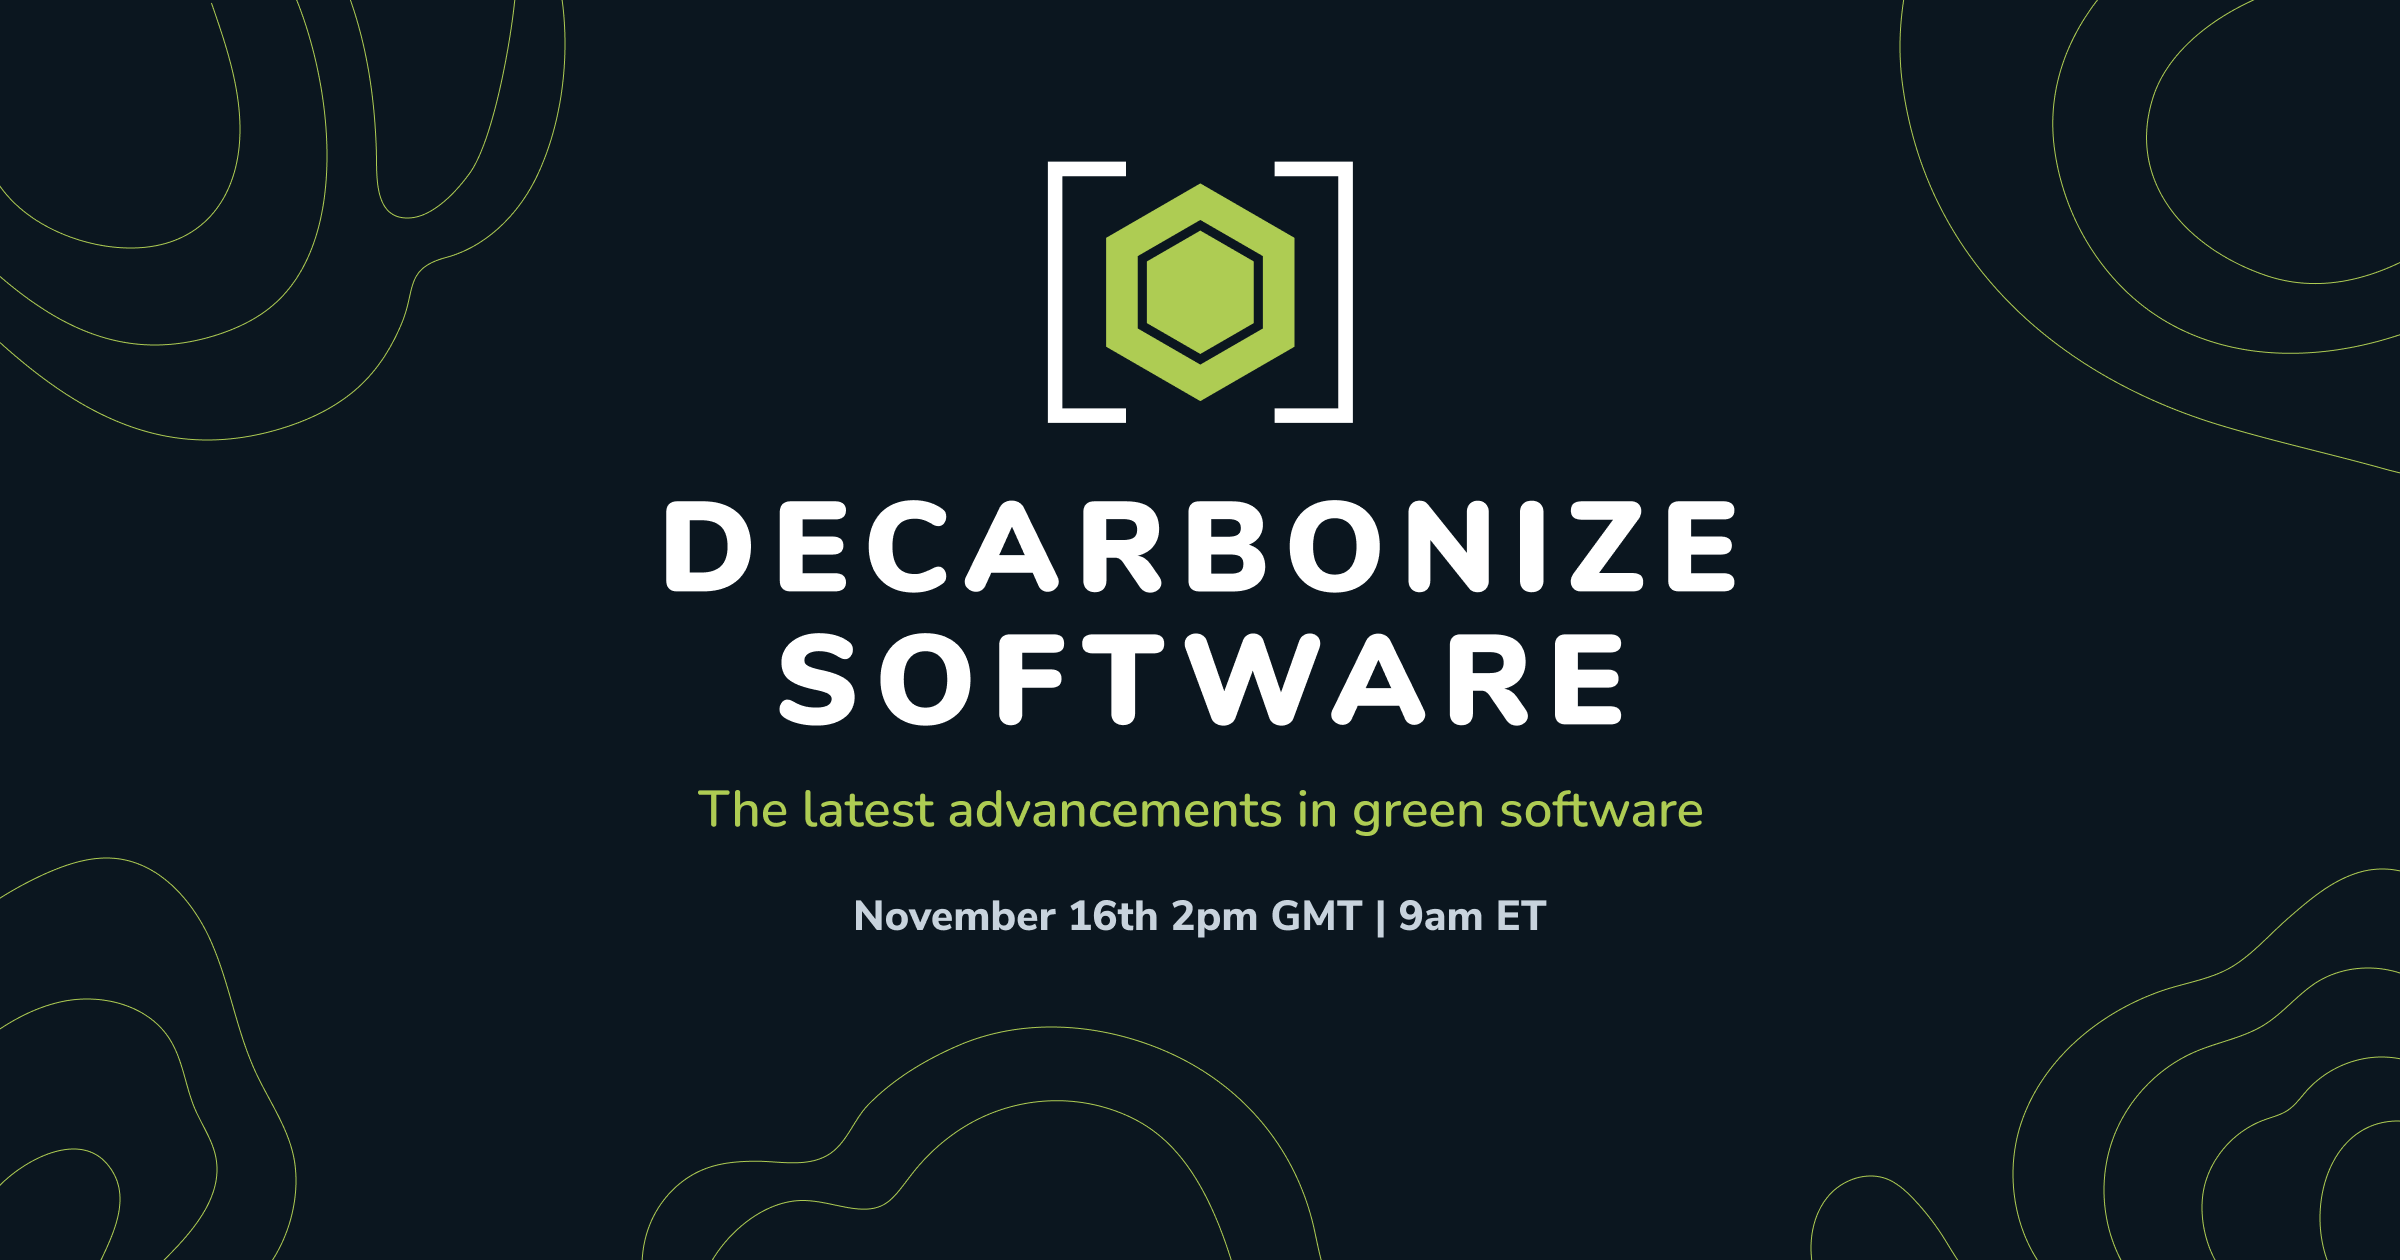 DECARBONIZE
SOFTWARE
The latest advancements in green software
November 16th 2pm GMT | 9am ET